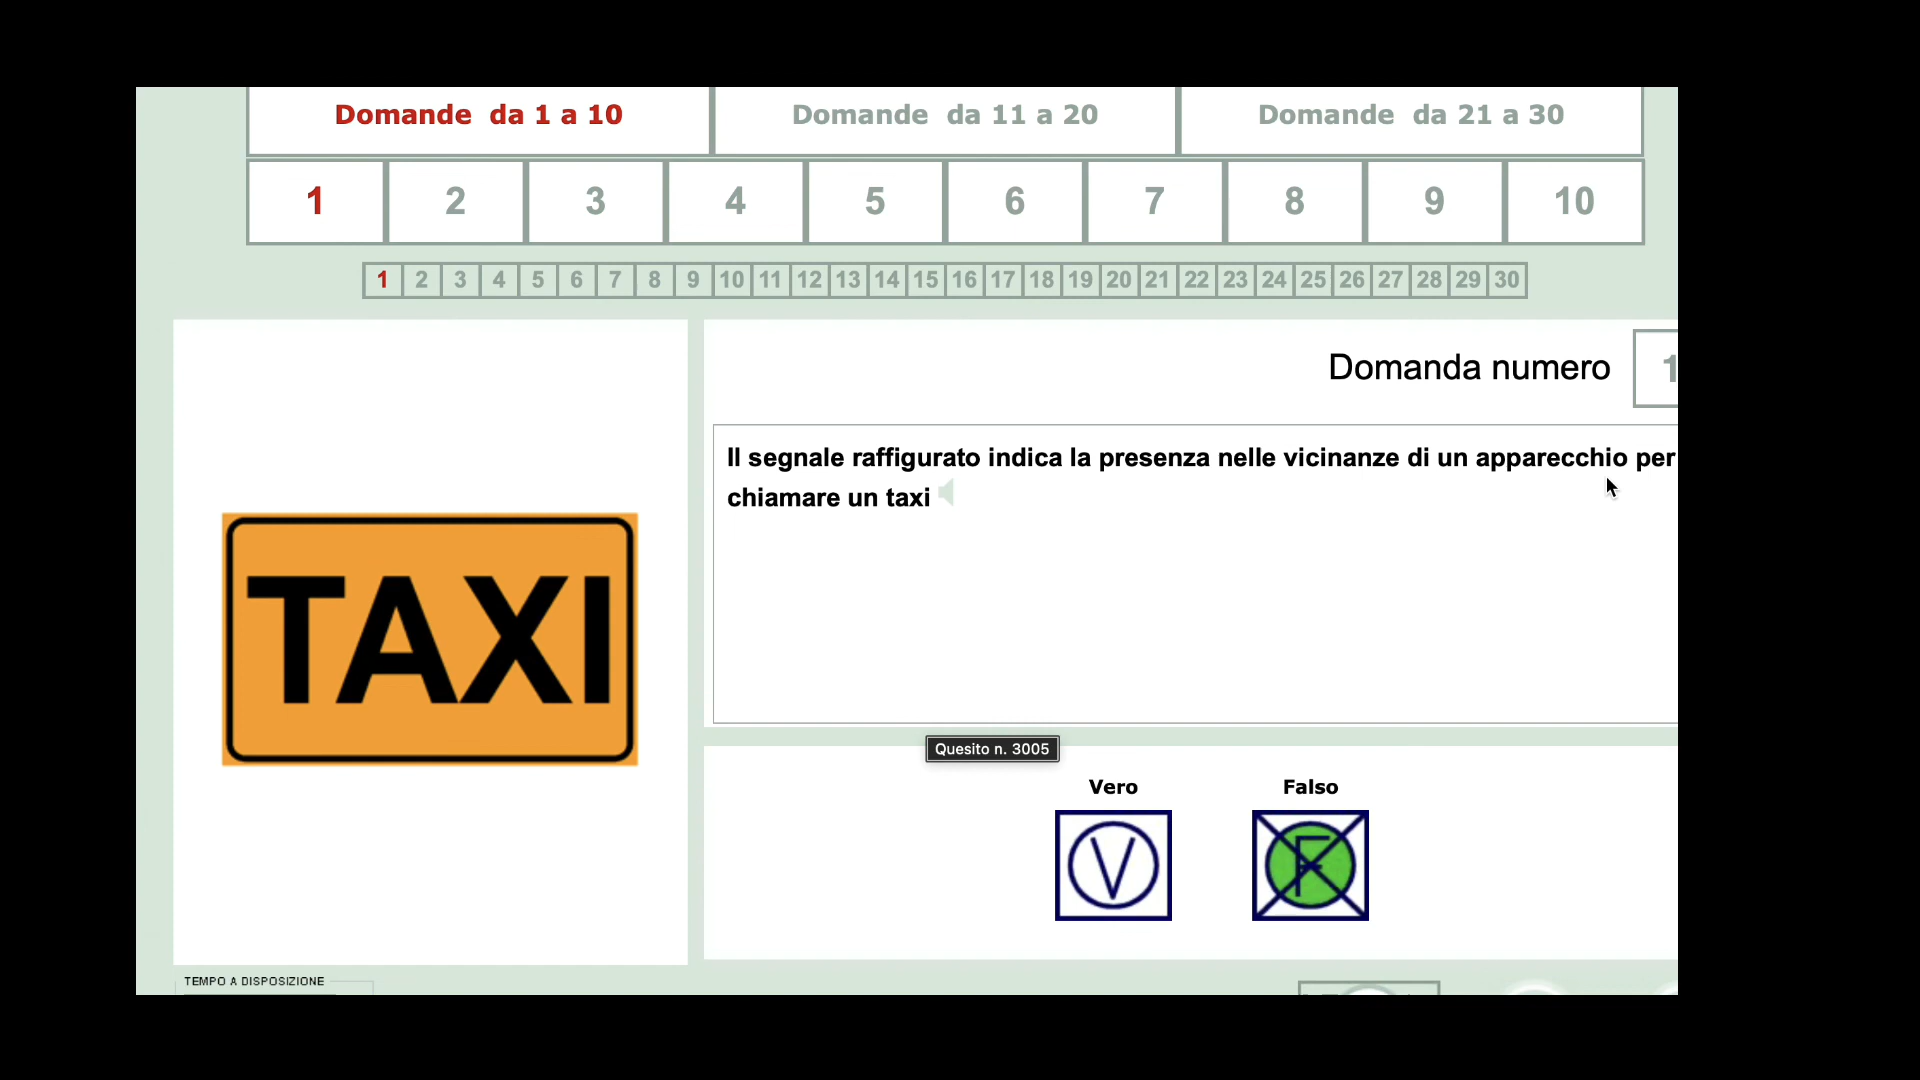 Domande da 1 a 10
Domande da 11 a 20
Domande da 21 a 30
1 2 3 4 5 6 7 8 9 10
1 2 3 4 5 6 7 8 9 10 11 12 13 14 15 16 17 18 19 20 21 22 23 24 25 26 27 28 29 30
Domanda numero 1
Il segnale raffigurato indica la presenza nelle vicinanze di un apparecchio per
chiamare un taxi
TAXI
Quesito n. 3005
Vero Falso
V F
TEMPO A DISPOSIZIONE